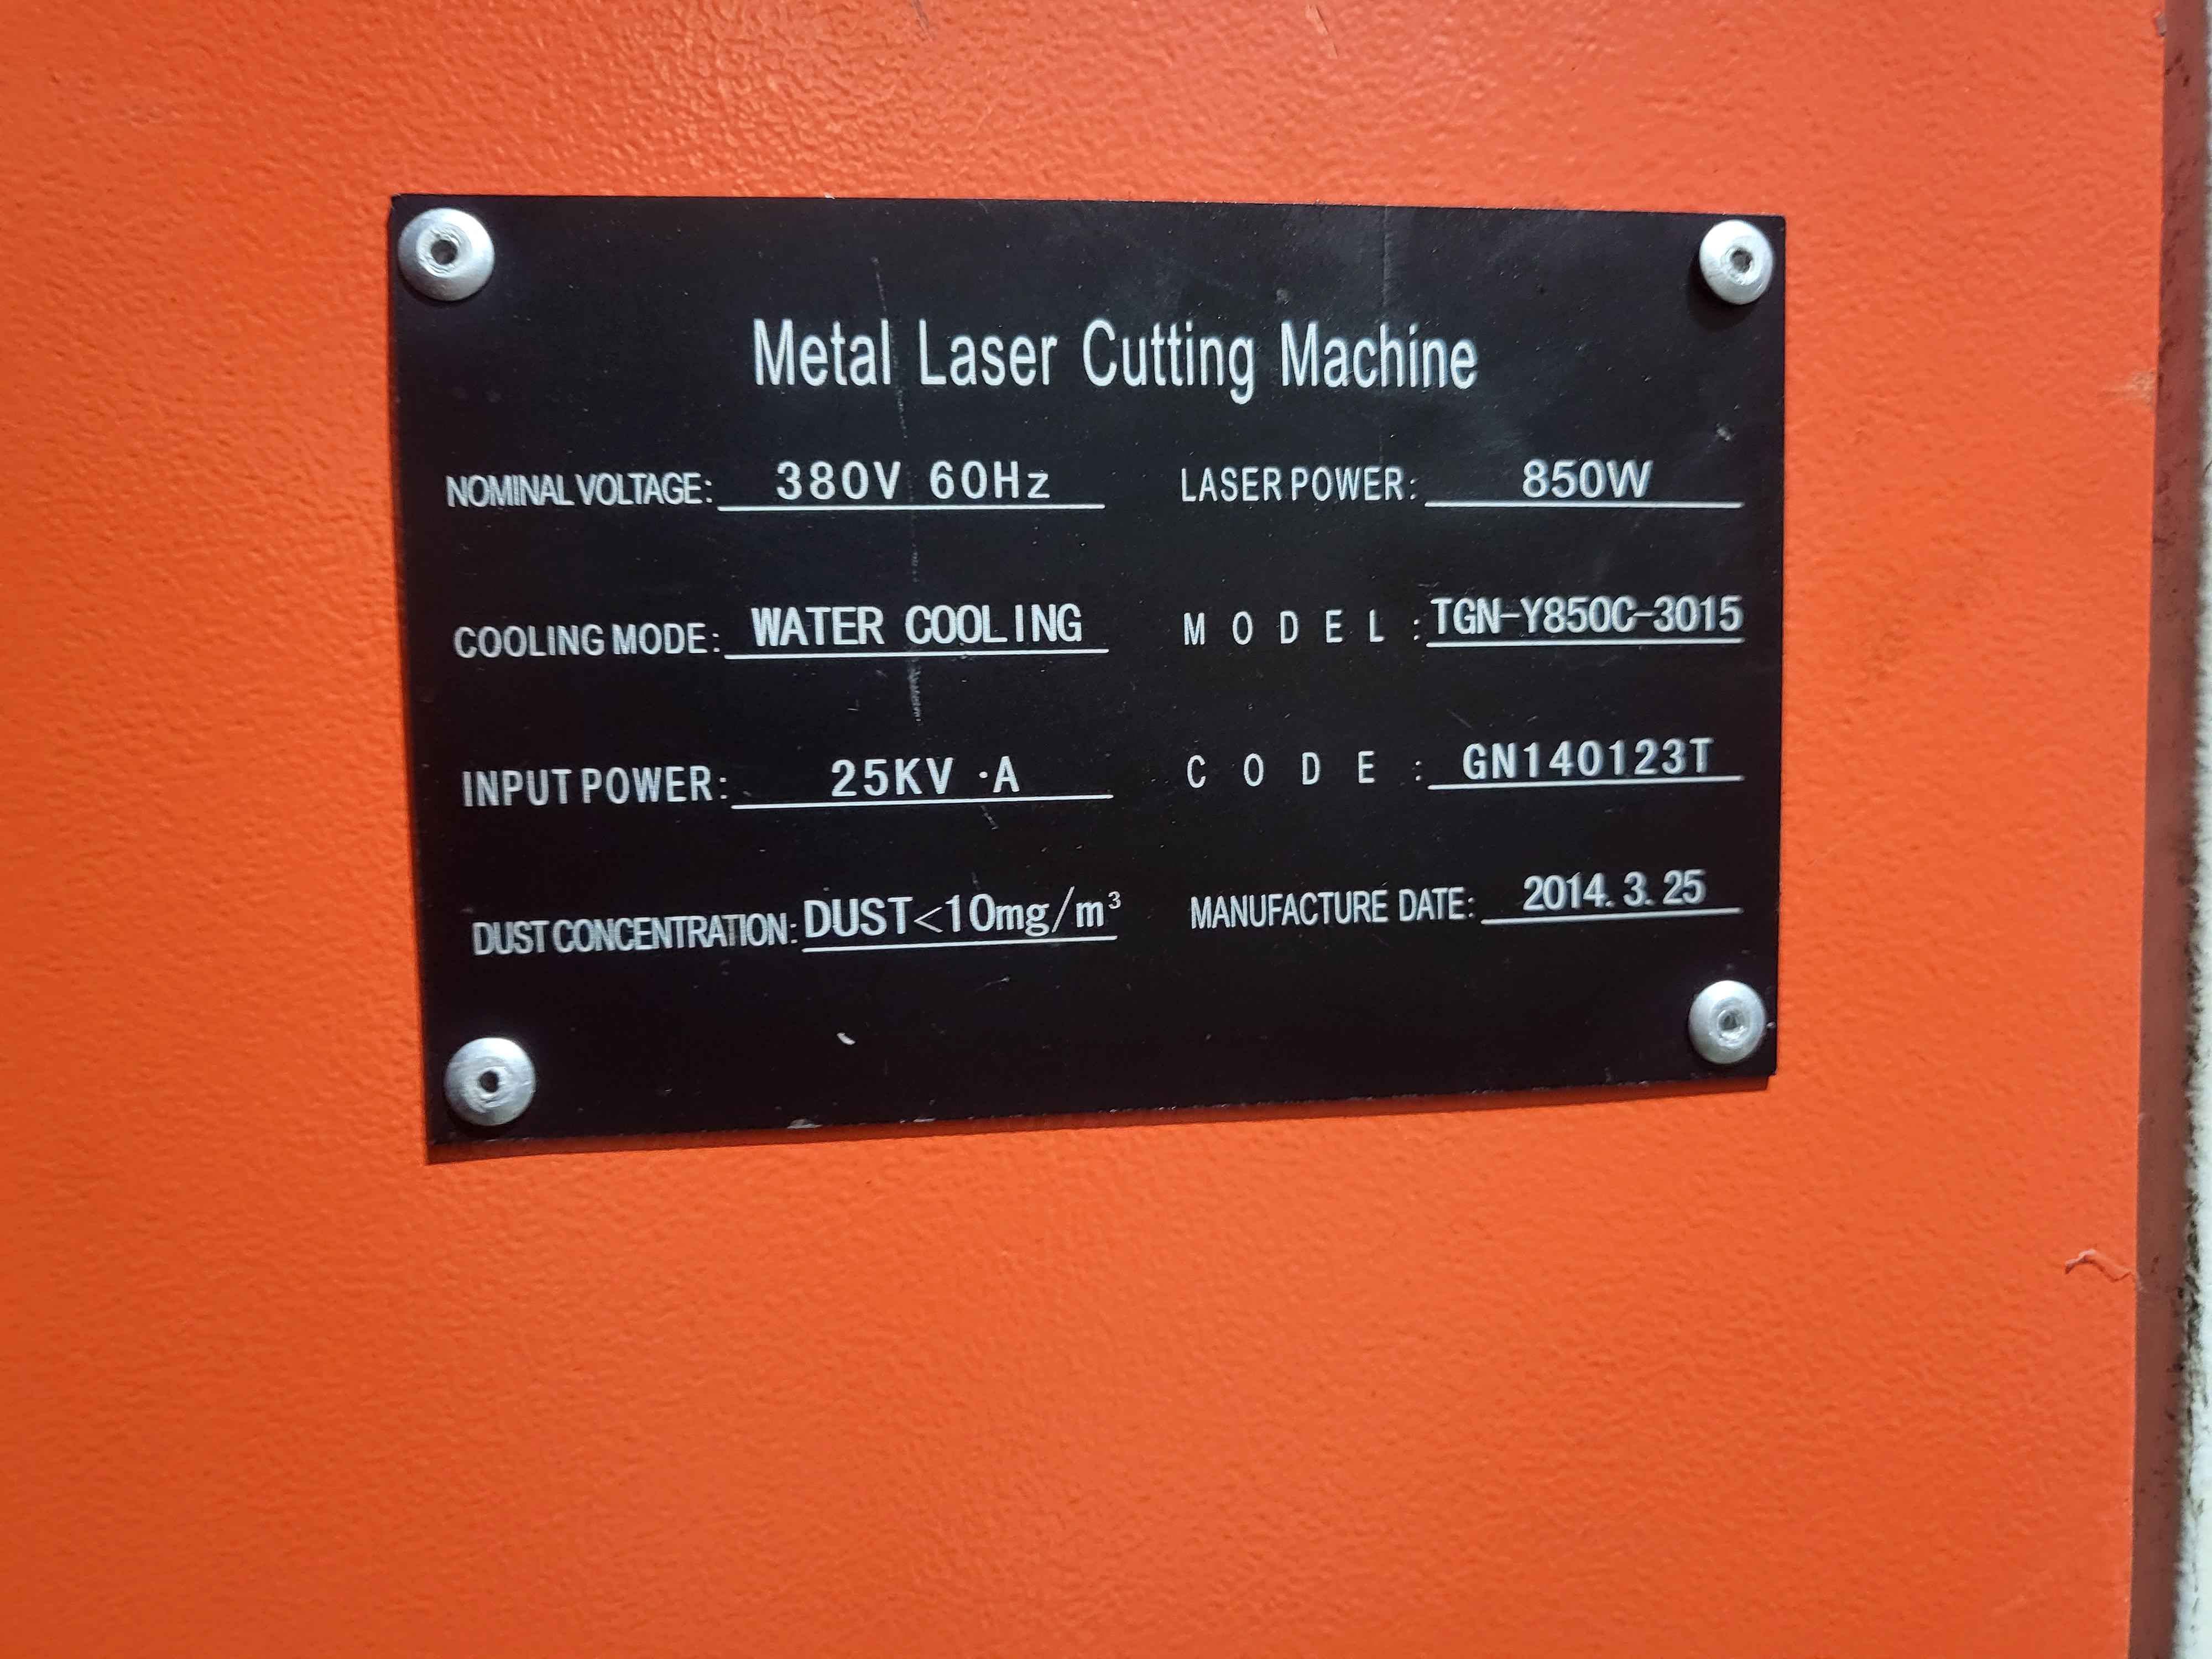 Metal Laser Cutting Machine
NOMINAL VOLTAGE: 380V 60Hz LASER POWER: 850W
COOLING MODE: WATER COOLING MODEL: TGN-Y850C-3015
INPUT POWER: 25KV ·A CODE: GN140123T
DUST CONCENTRATION: DUST<10mg/m³ MANUFACTURE DATE: 2014.3.25